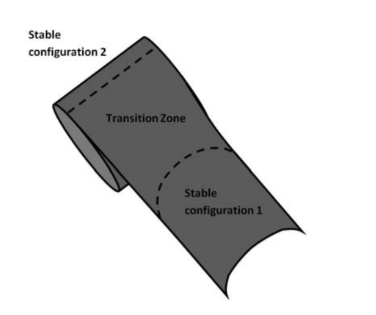 Stable
configuration 2
Transition Zone
Stable
configuration 1